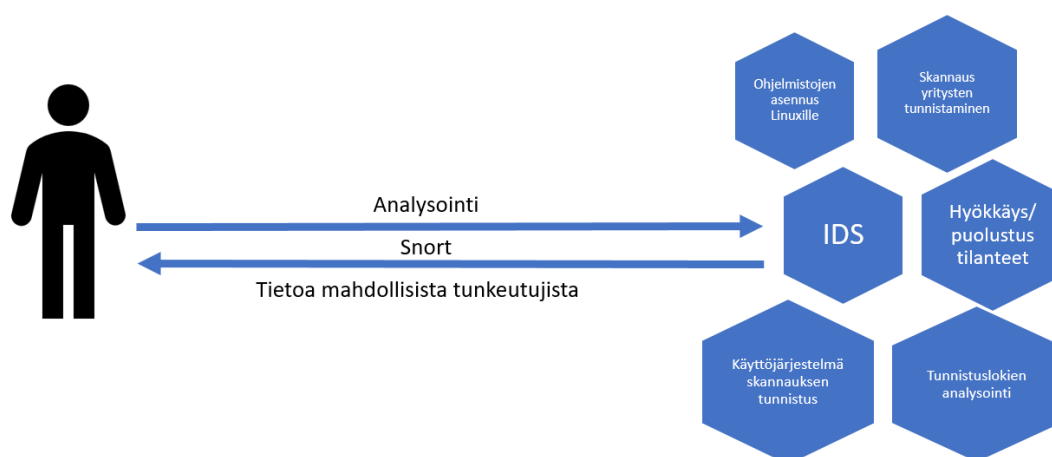 Ohjelmistojen
asennus
Linuxille
Skannaus
yritysten
tunnistaminen
Analysointi
Snort
Tietoa mahdollisista tunkeutujista
IDS
Hyökkäys/
puolustus
tilanteet
Käyttöjärjestelmä
skannauksen
tunnistus
Tunnistuslokien
analysointi